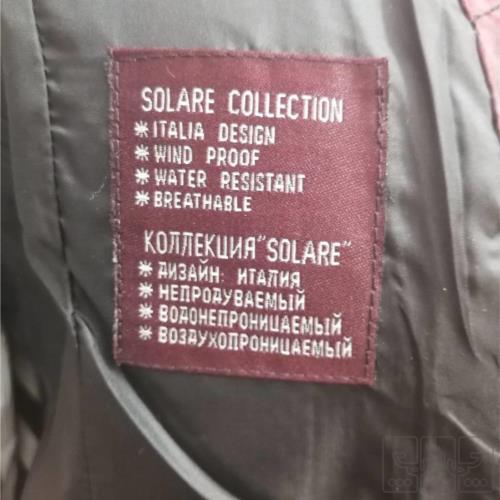 SOLARE COLLECTION
* ITALIA DESIGN
* WIND PROOF
* WATER RESISTANT
* BREATHABLE
КОЛЛЕКЦИЯ "SOLARE"
* ДИЗАЙН: ИТАЛИЯ
* НЕПРОДУВАЕМЫЙ
* ВОДОНЕПРОНИЦАЕМЫЙ
* ВОЗДУХОПРОНИЦАЕМЫЙ